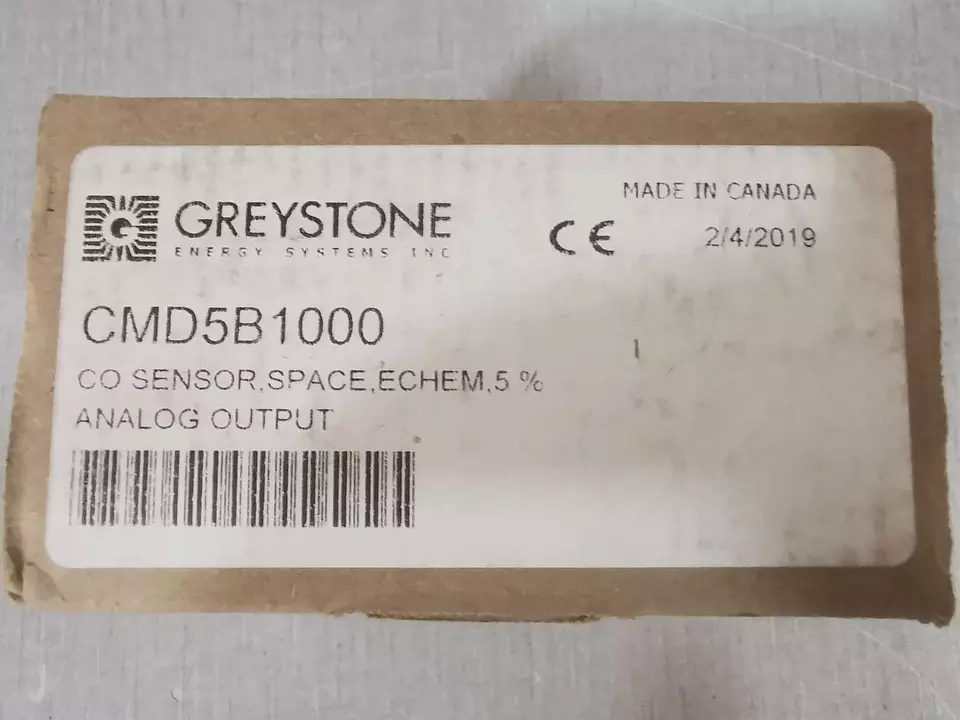 GREYSTONE
ENERGY SYSTEMS INC
MADE IN CANADA
CE 2/4/2019
CMD5B1000
CO SENSOR,SPACE,ECHEM,5 %
ANALOG OUTPUT